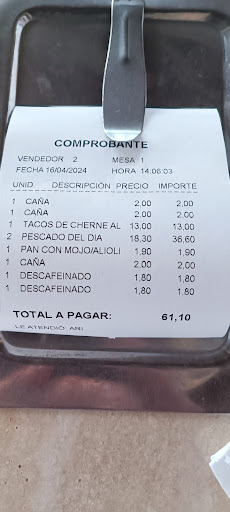 COMPROBANTE
VENDEDOR 2 MESA 1
FECHA 16/04/2024 HORA 14:06:03
UNID DESCRIPCIÓN PRECIO IMPORTE
1 CAÑA 2,00 2,00
1 CAÑA 2,00 2,00
1 TACOS DE CHERNE AL 13,00 13,00
2 PESCADO DEL DIA 18,30 36,60
1 PAN CON MOJO/ALIOLI 1,90 1,90
1 CAÑA 2,00 2,00
1 DESCAFEINADO 1,80 1,80
1 DESCAFEINADO 1,80 1,80
TOTAL A PAGAR: 61,10
LE ATENDIÓ: ARI